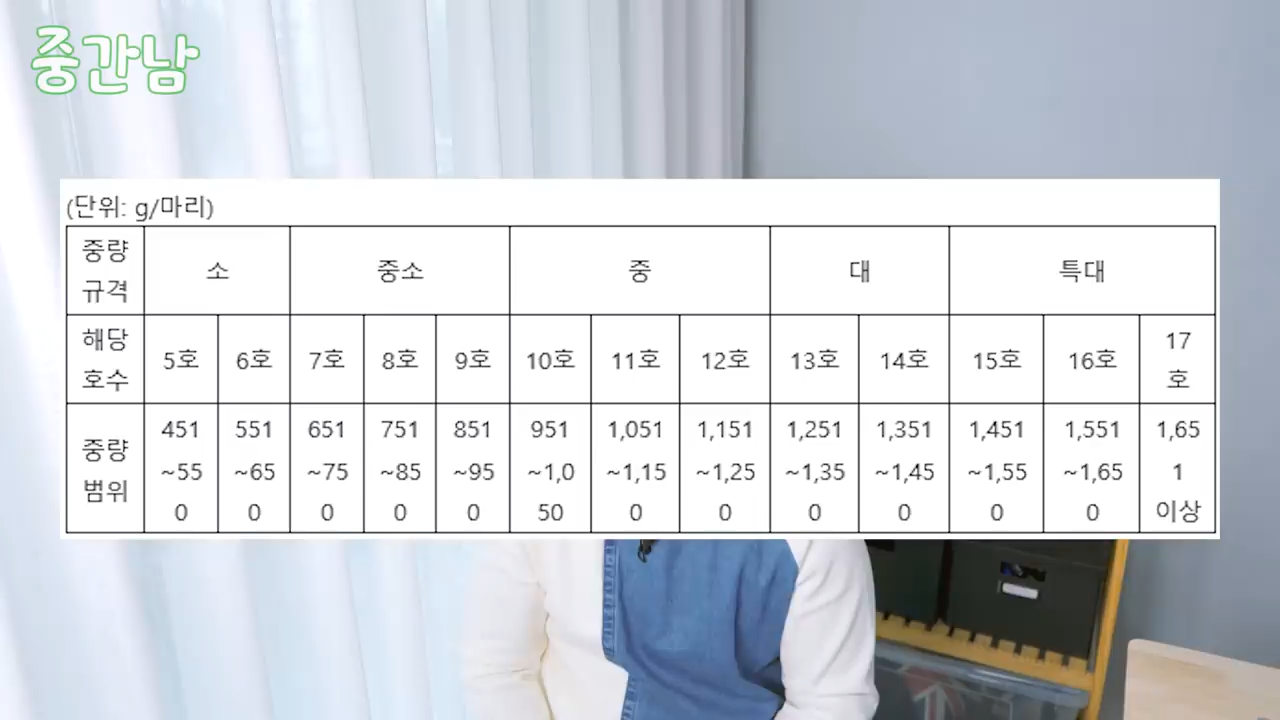 중간남
(단위: g/마리)
중량
규격
소
중소
중
대
특대
해당
호수
5호
6호
7호
8호
9호
10호
11호
12호
13호
14호
15호
16호
17
호
중량
범위
451
~55
0
551
~65
0
651
~75
0
751
~85
0
851
~95
0
951
~1,0
50
1,051
~1,15
0
1,151
~1,25
0
1,251
~1,35
0
1,351
~1,45
0
1,451
~1,55
0
1,551
~1,65
0
1,65
1
이상